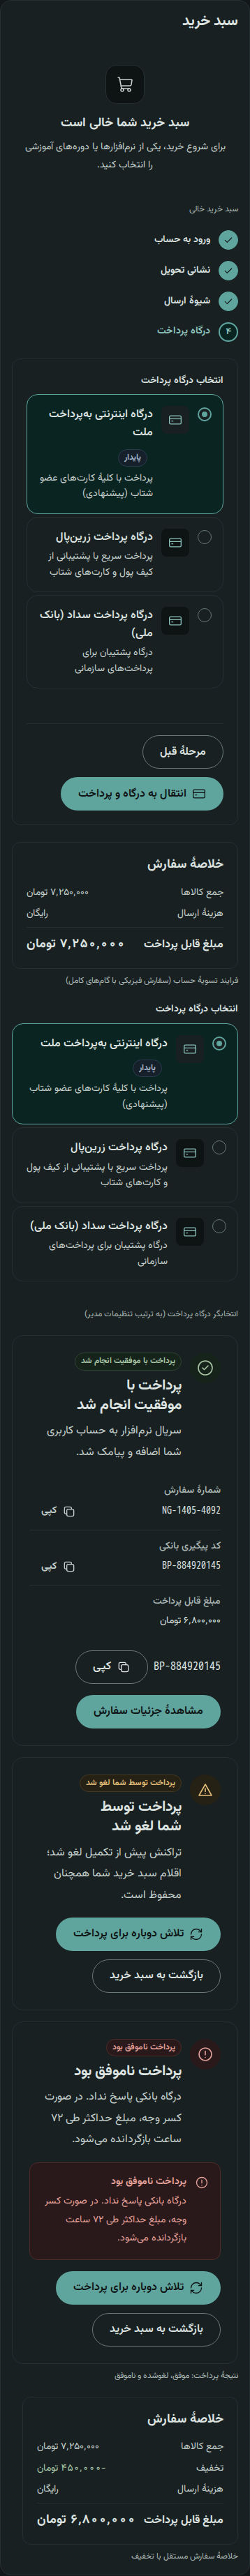 سبد خرید
سبد خرید شما خالی است
برای شروع خرید، یکی از نرم‌افزارها یا دوره‌های آموزشی
را انتخاب کنید.
سبد خرید خالی
ورود به حساب
نشانی تحویل
شیوهٔ ارسال
۴ درگاه پرداخت
انتخاب درگاه پرداخت
درگاه اینترنتی به‌پرداخت
ملت
پایدار
پرداخت با کلیهٔ کارت‌های عضو
شتاب (پیشنهادی)
درگاه پرداخت زرین‌پال
پرداخت سریع با پشتیبانی از
کیف پول و کارت‌های شتاب
درگاه پرداخت سداد (بانک
ملی)
درگاه پشتیبان برای
پرداخت‌های سازمانی
مرحلهٔ قبل
انتقال به درگاه و پرداخت
خلاصهٔ سفارش
جمع کالاها ۷,۲۵۰,۰۰۰ تومان
هزینهٔ ارسال رایگان
مبلغ قابل پرداخت ۷,۲۵۰,۰۰۰ تومان
فرایند تسویهٔ حساب (سفارش فیزیکی با گام‌های کامل)
انتخاب درگاه پرداخت
درگاه اینترنتی به‌پرداخت ملت
پایدار
پرداخت با کلیهٔ کارت‌های عضو شتاب
(پیشنهادی)
درگاه پرداخت زرین‌پال
پرداخت سریع با پشتیبانی از کیف پول
و کارت‌های شتاب
درگاه پرداخت سداد (بانک ملی)
درگاه پشتیبان برای پرداخت‌های
سازمانی
انتخابگر درگاه پرداخت (به ترتیب تنظیمات مدیر)
پرداخت با موفقیت انجام شد
پرداخت با
موفقیت انجام شد
سریال نرم‌افزار به حساب کاربری
شما اضافه و پیامک شد.
شمارهٔ سفارش
NG-1405-4092 کپی
کد پیگیری بانکی
BP-884920145 کپی
مبلغ قابل پرداخت
۶,۸۰۰,۰۰۰ تومان
BP-884920145 کپی
مشاهدهٔ جزئیات سفارش
پرداخت توسط شما لغو شد
پرداخت توسط
شما لغو شد
تراکنش پیش از تکمیل لغو شد؛
اقلام سبد خرید شما همچنان
محفوظ است.
تلاش دوباره برای پرداخت
بازگشت به سبد خرید
پرداخت ناموفق بود
پرداخت ناموفق بود
درگاه بانکی پاسخ نداد. در صورت
کسر وجه، مبلغ حداکثر طی ۷۲
ساعت بازگردانده می‌شود.
پرداخت ناموفق بود
درگاه بانکی پاسخ نداد. در صورت کسر
وجه، مبلغ حداکثر طی ۷۲ ساعت
بازگردانده می‌شود.
تلاش دوباره برای پرداخت
بازگشت به سبد خرید
نتیجهٔ پرداخت: موفق، لغوشده و ناموفق
خلاصهٔ سفارش
جمع کالاها ۷,۲۵۰,۰۰۰ تومان
تخفیف -۴۵۰,۰۰۰ تومان
هزینهٔ ارسال رایگان
مبلغ قابل پرداخت ۶,۸۰۰,۰۰۰ تومان
خلاصهٔ سفارش مستقل با تخفیف